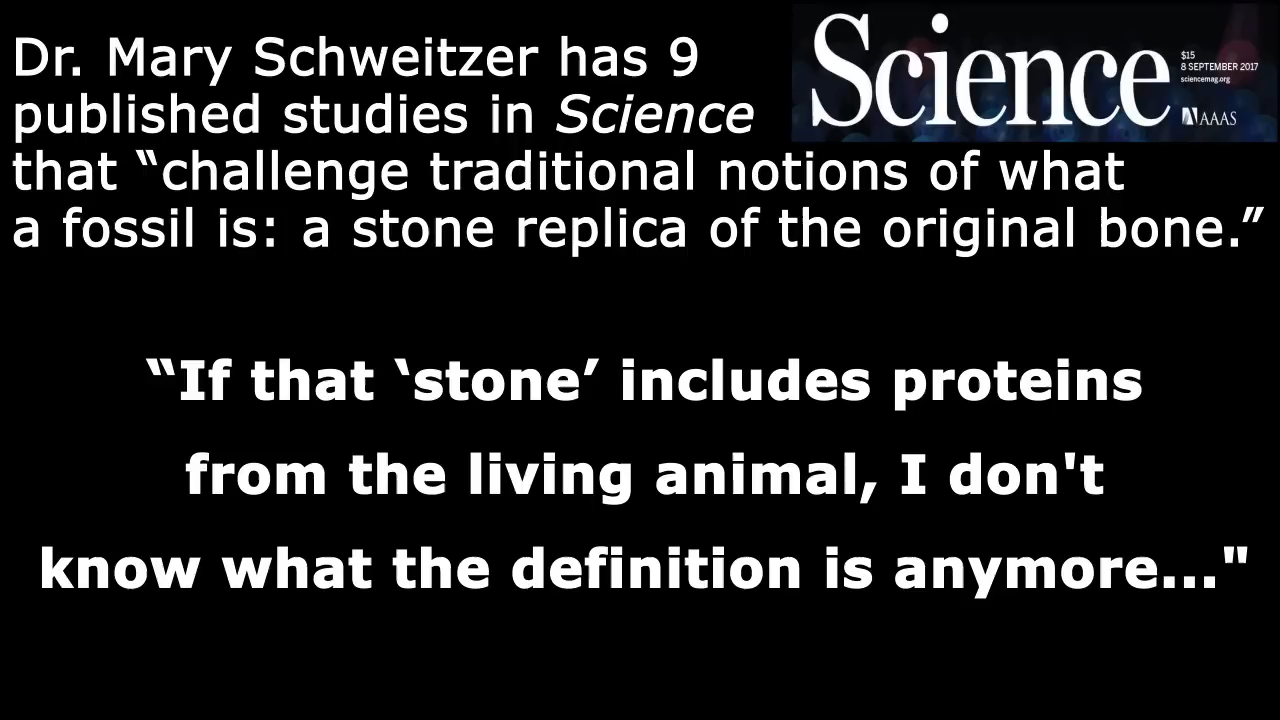 Dr. Mary Schweitzer has 9
published studies in Science
that “challenge traditional notions of what
a fossil is: a stone replica of the original bone.”
Science
$15
8 SEPTEMBER 2017
sciencemag.org
AAAS
“If that ‘stone’ includes proteins
from the living animal, I don't
know what the definition is anymore..."